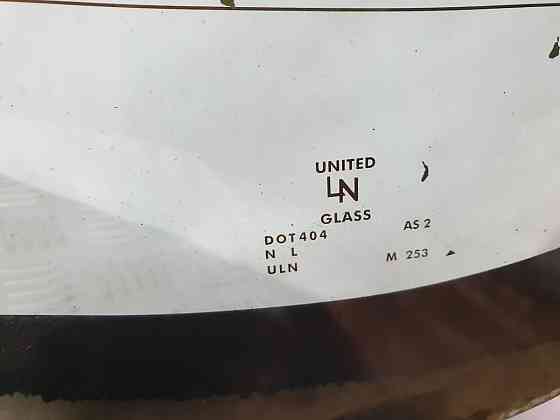 UNITED
LN
GLASS
DOT404 AS 2
N L
ULN M 253